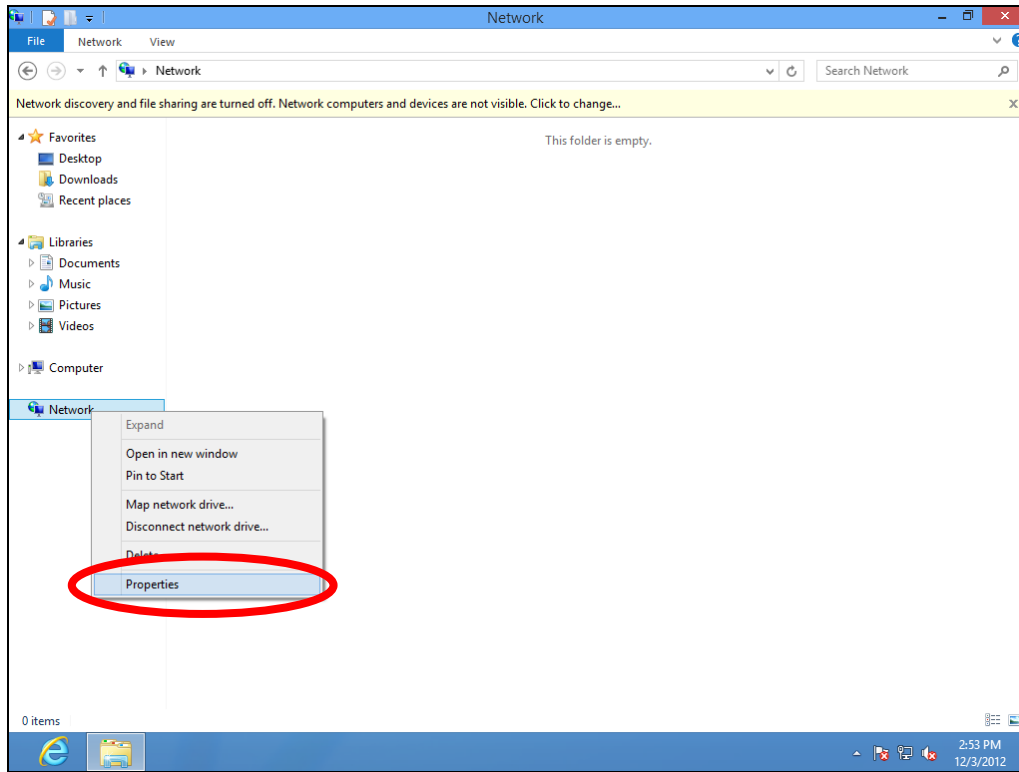 Network
File Network View
Network
Search Network
Network discovery and file sharing are turned off. Network computers and devices are not visible. Click to change...
Favorites
This folder is empty.
Desktop
Downloads
Recent places
Libraries
Documents
Music
Pictures
Videos
Computer
Network
Expand
Open in new window
Pin to Start
Map network drive...
Disconnect network drive...
Delete
Properties
0 items
2:53 PM
12/3/2012